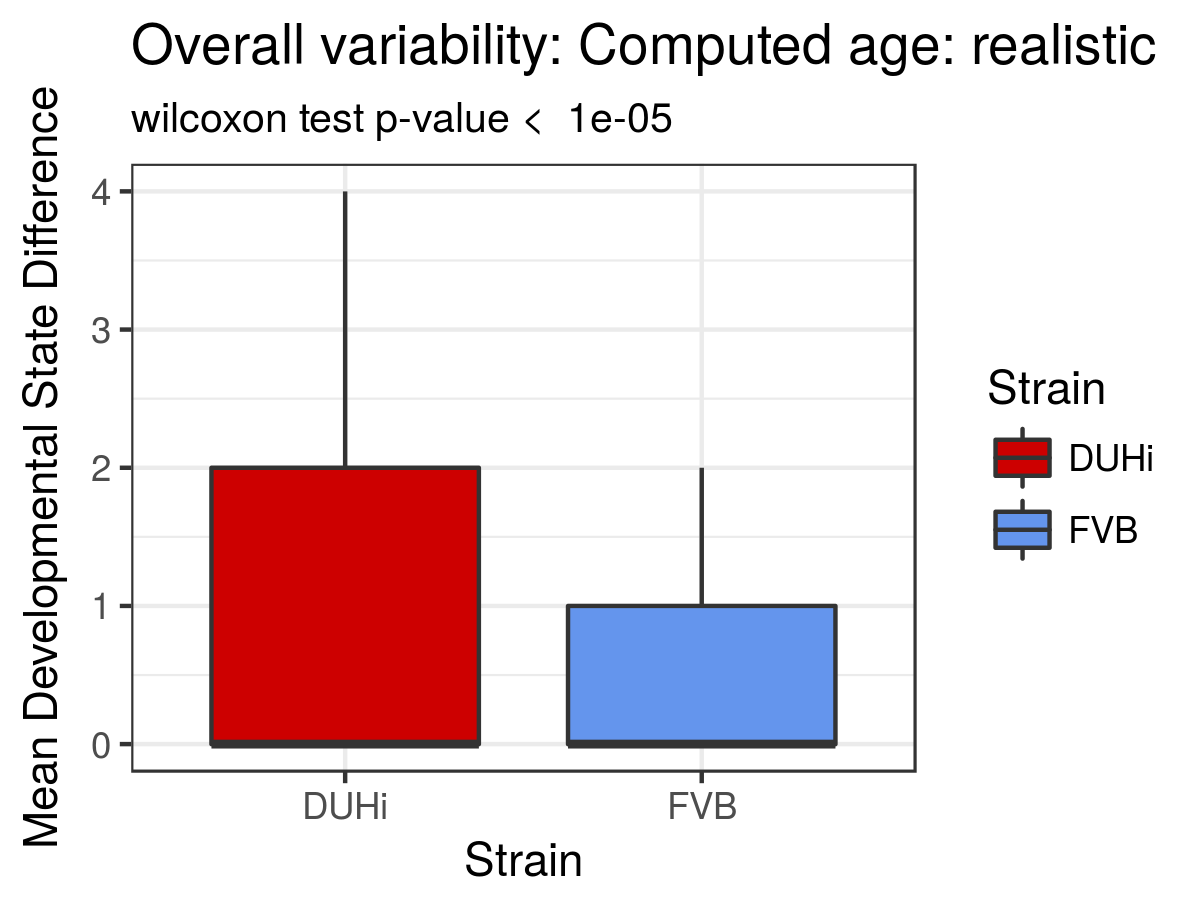 Overall variability: Computed age: realistic
wilcoxon test p-value <  1e-05
Mean Developmental State Difference
4
3
2
1
0
DUHi
FVB
Strain
Strain
DUHi
FVB